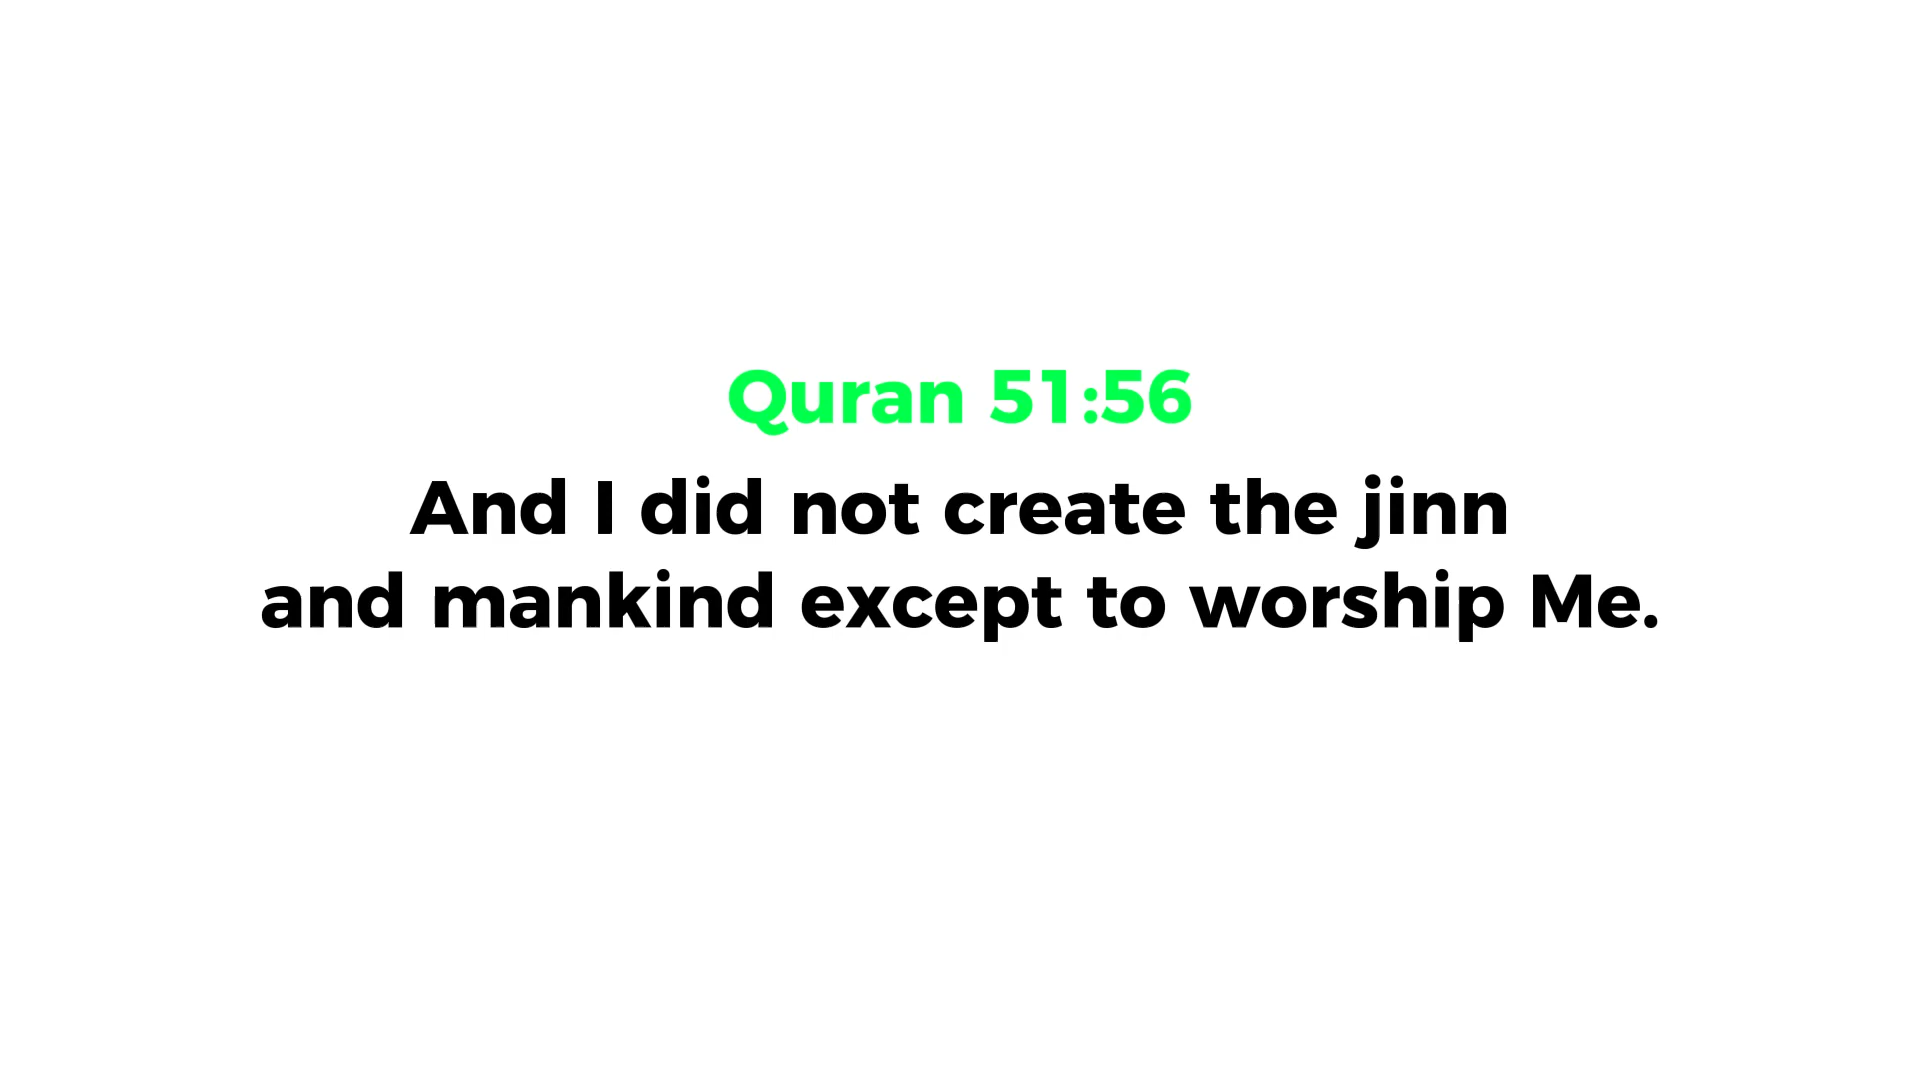 Quran 51:56
And I did not create the jinn
and mankind except to worship Me.